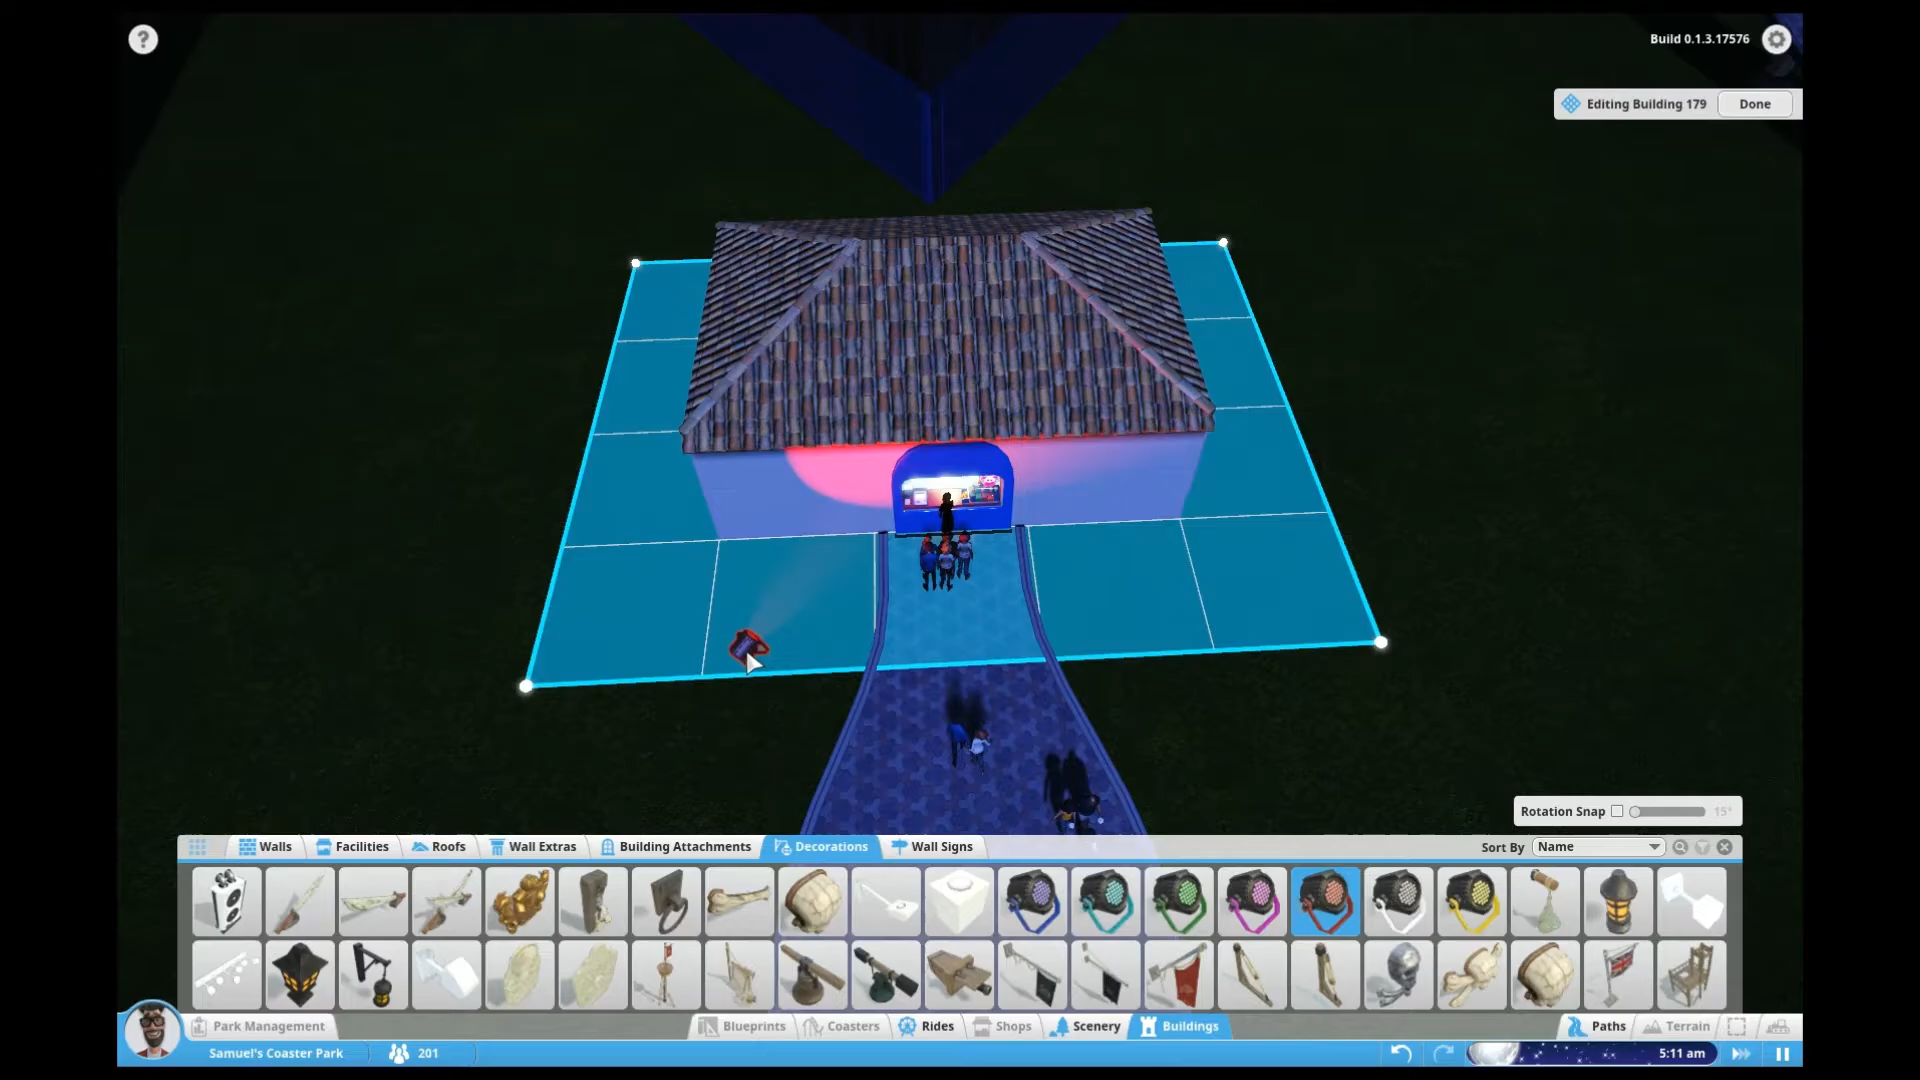 ?
Build 0.1.3.17576
Editing Building 179
Done
Rotation Snap
15°
Walls
Facilities
Roofs
Wall Extras
Building Attachments
Decorations
Wall Signs
Sort By
Name
Park Management
Blueprints
Coasters
Rides
Shops
Scenery
Buildings
Paths
Terrain
Samuel's Coaster Park
201
5:11 am